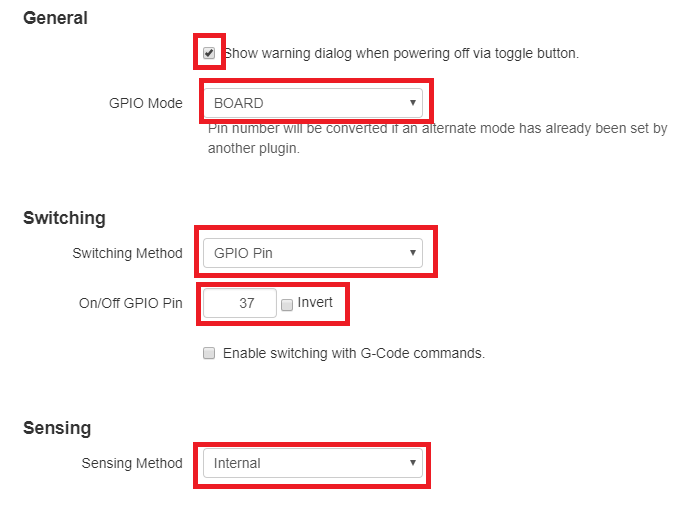 General
Show warning dialog when powering off via toggle button.
GPIO Mode BOARD
Pin number will be converted if an alternate mode has already been set by
another plugin.
Switching
Switching Method GPIO Pin
On/Off GPIO Pin 37 Invert
Enable switching with G-Code commands.
Sensing
Sensing Method Internal